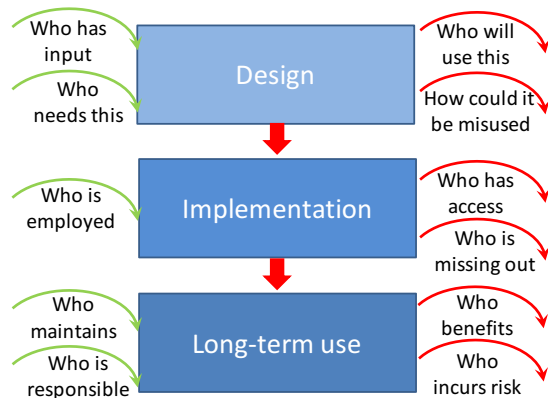 Who has
input
Who
needs this
Design
Who will
use this
How could it
be misused
Who is
employed
Implementation
Who has
access
Who is
missing out
Who
maintains
Who is
responsible
Long-term use
Who
benefits
Who
incurs risk